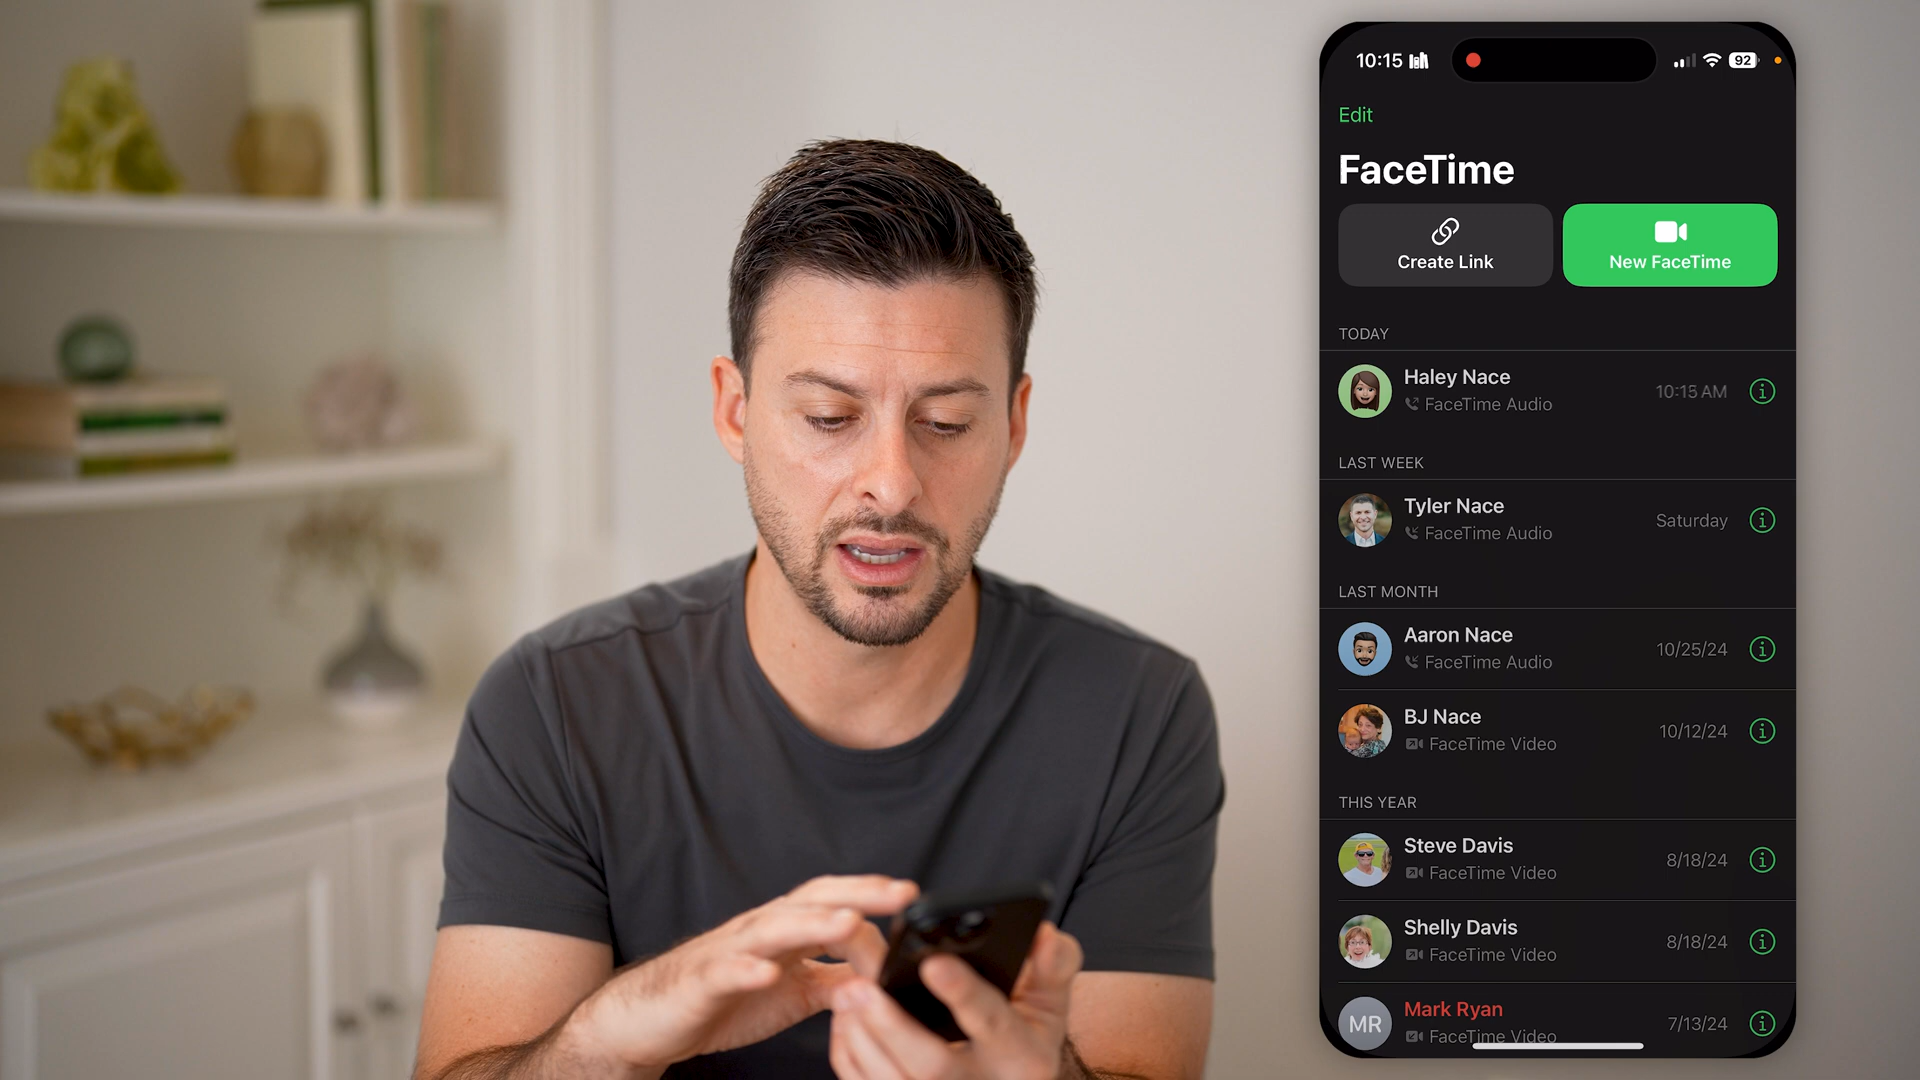 10:15
92
Edit
FaceTime
Create Link
New FaceTime
TODAY
Haley Nace
FaceTime Audio
10:15 AM
LAST WEEK
Tyler Nace
FaceTime Audio
Saturday
LAST MONTH
Aaron Nace
FaceTime Audio
10/25/24
BJ Nace
FaceTime Video
10/12/24
THIS YEAR
Steve Davis
FaceTime Video
8/18/24
Shelly Davis
FaceTime Video
8/18/24
MR
Mark Ryan
FaceTime Video
7/13/24